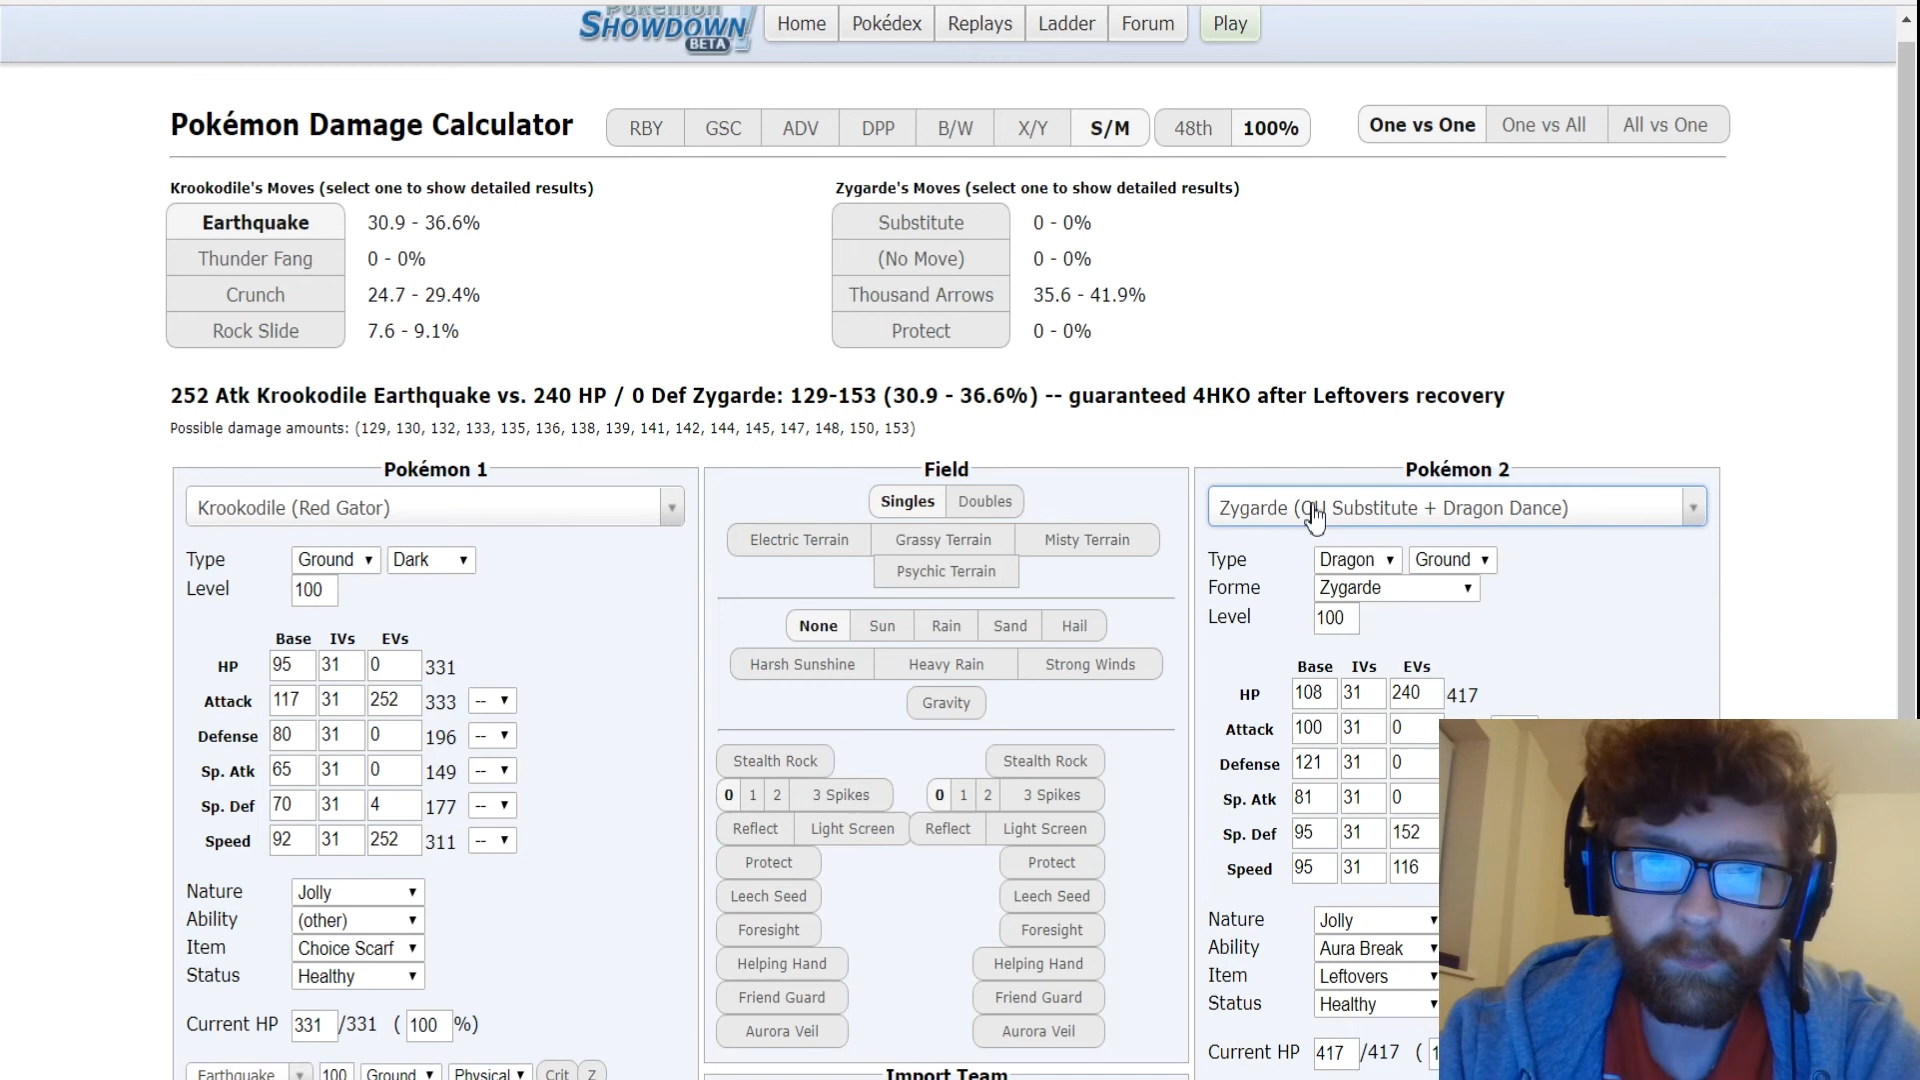 POKÉMON
SHOWDOWN
BETA
Home Pokédex Replays Ladder Forum Play
Pokémon Damage Calculator RBY GSC ADV DPP B/W X/Y S/M 48th 100% One vs One One vs All All vs One
Krookodile's Moves (select one to show detailed results) Zygarde's Moves (select one to show detailed results)
Earthquake 30.9 - 36.6% Substitute 0 - 0%
Thunder Fang 0 - 0% (No Move) 0 - 0%
Crunch 24.7 - 29.4% Thousand Arrows 35.6 - 41.9%
Rock Slide 7.6 - 9.1% Protect 0 - 0%
252 Atk Krookodile Earthquake vs. 240 HP / 0 Def Zygarde: 129-153 (30.9 - 36.6%) -- guaranteed 4HKO after Leftovers recovery
Possible damage amounts: (129, 130, 132, 133, 135, 136, 138, 139, 141, 142, 144, 145, 147, 148, 150, 153)
Pokémon 1
Krookodile (Red Gator)
Type Ground Dark
Level 100
Base IVs EVs
HP 95 31 0 331
Attack 117 31 252 333 --
Defense 80 31 0 196 --
Sp. Atk 65 31 0 149 --
Sp. Def 70 31 4 177 --
Speed 92 31 252 311 --
Nature Jolly
Ability (other)
Item Choice Scarf
Status Healthy
Current HP 331 /331 ( 100 %)
Earthquake 100 Ground Physical Crit Z
Field
Singles Doubles
Electric Terrain Grassy Terrain Misty Terrain
Psychic Terrain
None Sun Rain Sand Hail
Harsh Sunshine Heavy Rain Strong Winds
Gravity
Stealth Rock Stealth Rock
0 1 2 3 Spikes 0 1 2 3 Spikes
Reflect Light Screen Reflect Light Screen
Protect Protect
Leech Seed Leech Seed
Foresight Foresight
Helping Hand Helping Hand
Friend Guard Friend Guard
Aurora Veil Aurora Veil
Import Team
Pokémon 2
Zygarde (OU Substitute + Dragon Dance)
Type Dragon Ground
Forme Zygarde
Level 100
Base IVs EVs
HP 108 31 240 417
Attack 100 31 0
Defense 121 31 0
Sp. Atk 81 31 0
Sp. Def 95 31 152
Speed 95 31 116
Nature Jolly
Ability Aura Break
Item Leftovers
Status Healthy
Current HP 417 /417 (